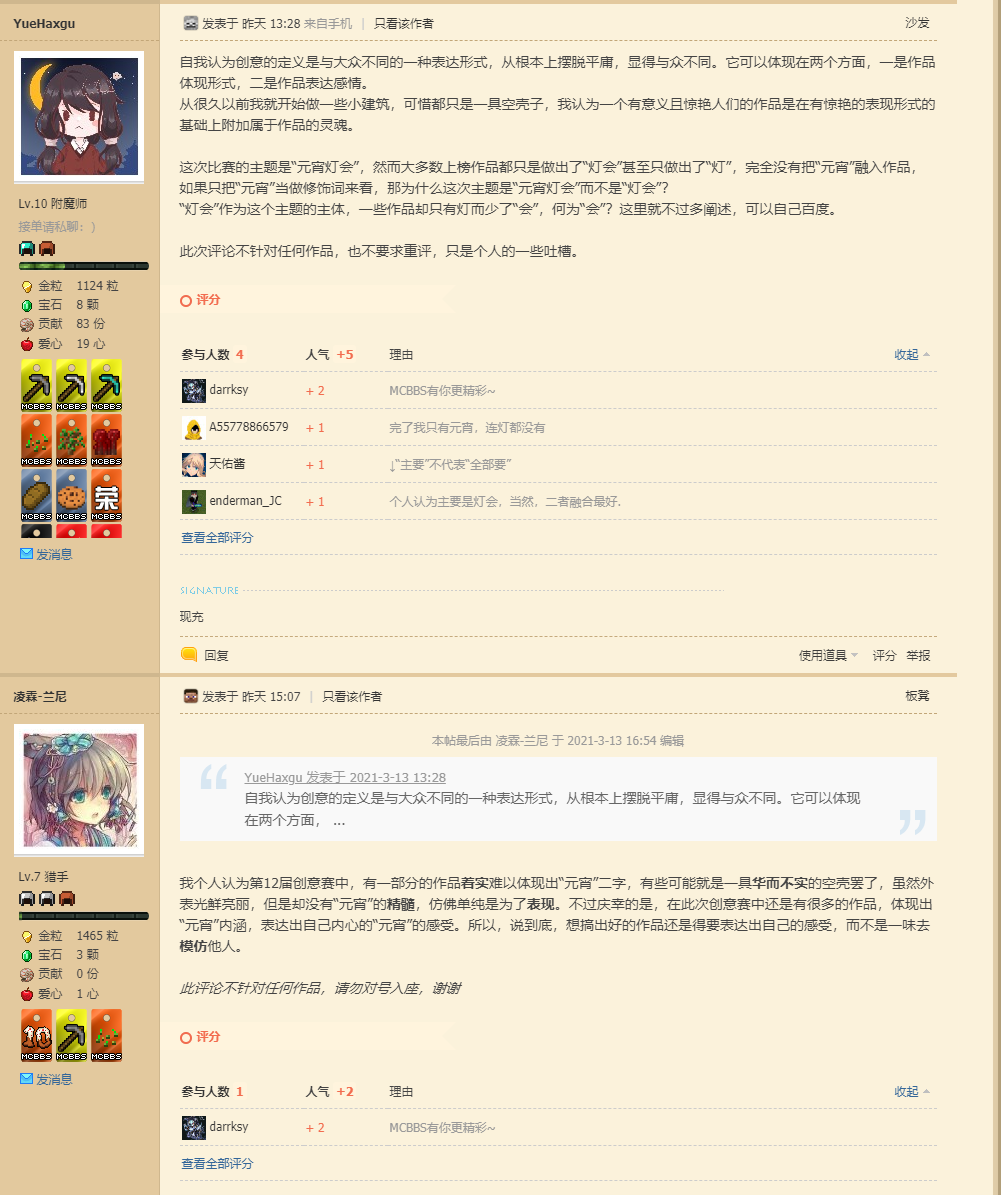 YueHaxgu
发表于 昨天 13:28 来自手机 | 只看该作者
沙发
自我认为创意的定义是与大众不同的一种表达形式，从根本上摆脱平庸，显得与众不同。它可以体现在两个方面，一是作品
体现形式，二是作品表达感情。
从很久以前我就开始做一些小建筑，可惜都只是一具空壳子，我认为一个有意义且惊艳人们的作品是在有惊艳的表现形式的
基础上附加属于作品的灵魂。
这次比赛的主题是“元宵灯会”，然而大多数上榜作品都只是做出了“灯会”甚至只做出了“灯”，完全没有把“元宵”融入作品，
如果只把“元宵”当做修饰词来看，那为什么这次主题是“元宵灯会”而不是“灯会”？
“灯会”作为这个主题的主体，一些作品却只有灯而少了“会”，何为“会”？这里就不过多阐述，可以自己百度。
此次评论不针对任何作品，也不要求重评，只是个人的一些吐槽。
Lv.10 附魔师
接单请私聊：）
金粒 1124 粒
宝石 8 颗
贡献 83 份
爱心 19 心
MCBBS MCBBS MCBBS
MCBBS MCBBS MCBBS
荣
MCBBS MCBBS MCBBS
发消息
评分
参与人数 4 人气 +5 理由 收起
darrksy + 2 MCBBS有你更精彩~
A55778866579 + 1 完了我只有元宵，连灯都没有
天佑酱 + 1 ↓“主要”不代表“全部要”
enderman_JC + 1 个人认为主要是灯会，当然，二者融合最好.
查看全部评分
SIGNATURE
现充
回复 使用道具 评分 举报
凌霖-兰尼
发表于 昨天 15:07 | 只看该作者
板凳
本帖最后由 凌霖-兰尼 于 2021-3-13 16:54 编辑
YueHaxgu 发表于 2021-3-13 13:28
自我认为创意的定义是与大众不同的一种表达形式，从根本上摆脱平庸，显得与众不同。它可以体现
在两个方面， ...
我个人认为第12届创意赛中，有一部分的作品着实难以体现出“元宵”二字，有些可能就是一具华而不实的空壳罢了，虽然外
表光鲜亮丽，但是却没有“元宵”的精髓，仿佛单纯是为了表现。不过庆幸的是，在此次创意赛中还是有很多的作品，体现出
“元宵”内涵，表达出自己内心的“元宵”的感受。所以，说到底，想搞出好的作品还是得要表达出自己的感受，而不是一味去
模仿他人。
此评论不针对任何作品，请勿对号入座，谢谢
Lv.7 猎手
金粒 1465 粒
宝石 3 颗
贡献 0 份
爱心 1 心
10
MCBBS MCBBS MCBBS
发消息
评分
参与人数 1 人气 +2 理由 收起
darrksy + 2 MCBBS有你更精彩~
查看全部评分